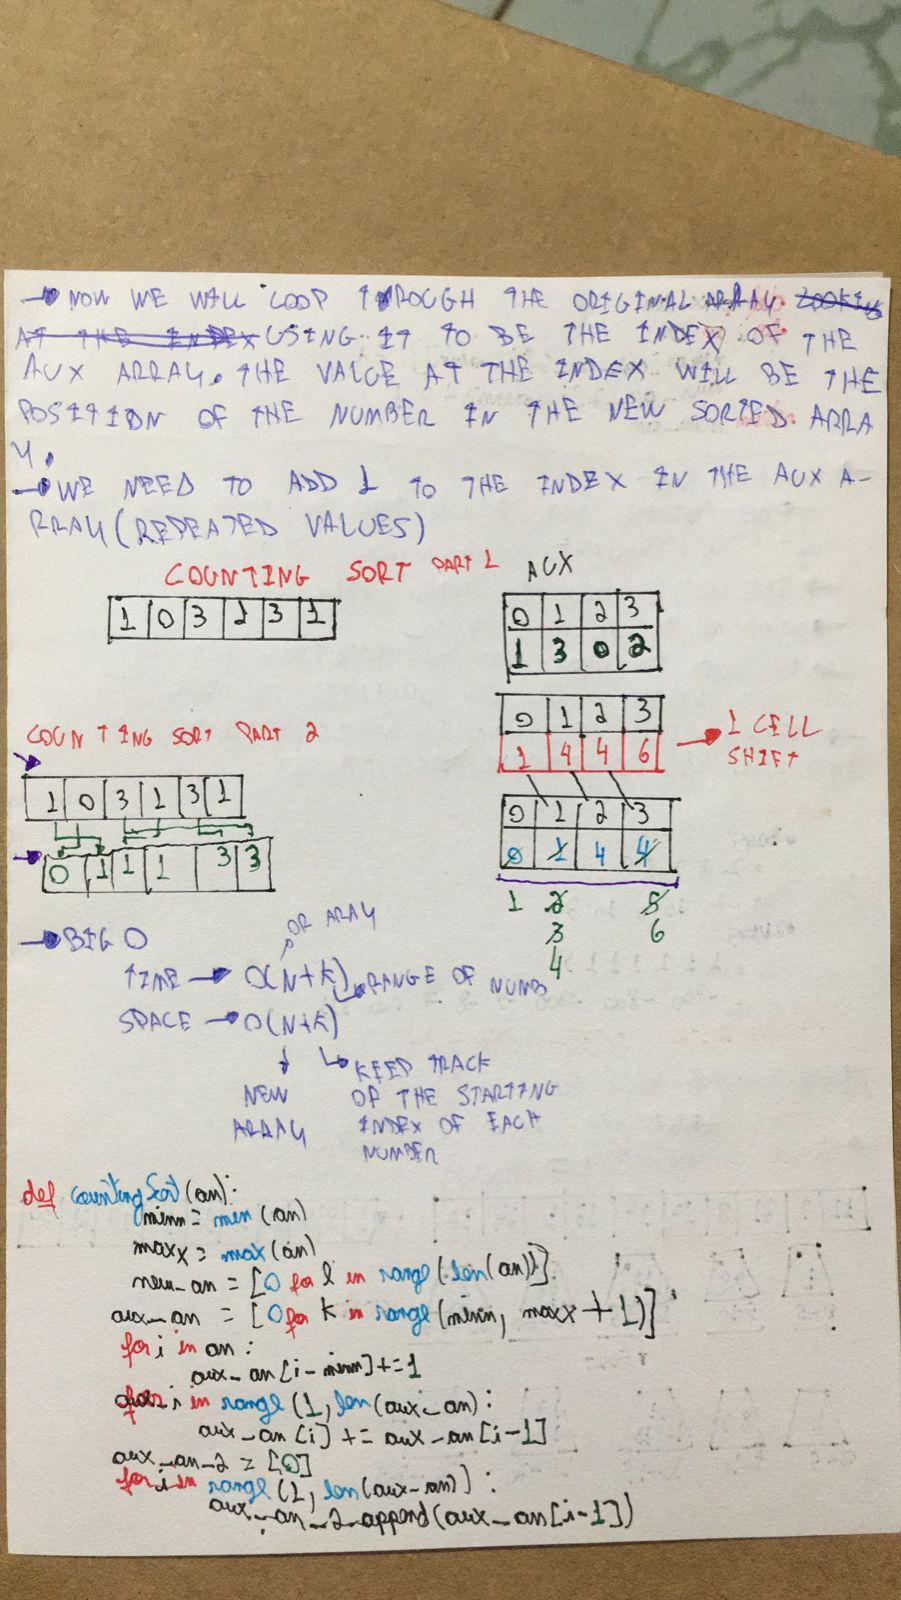 → NOW WE WILL LOOP THROUGH THE ORIGINAL ARRAY
USING IT TO BE THE INDEX OF THE
AUX ARRAY. THE VALUE AT THE INDEX WILL BE THE
POSITION OF THE NUMBER IN THE NEW SORTED ARRA
Y.
→ WE NEED TO ADD 1 TO THE INDEX IN THE AUX A-
RRAY (REPEATED VALUES)
COUNTING SORT PART 1
1 0 3 1 3 1
AUX
0 1 2 3
1 3 0 2
0 1 2 3
1 4 4 6 → 1 CELL
SHIFT
0 1 2 3
0 1 4 4
1 2 5
3 6
4
COUNTING SORT PART 2
1 0 3 1 3 1
0 1 1 1 3 3
→ BIG O
OR ARAY
TIME → O(N+K) → RANGE OF NUMB
SPACE → O(N+K)
NEW
ARRAY
KEEP TRACK
OF THE STARTING
INDEX OF EACH
NUMBER
def countingSort(arr):
minn = min(arr)
maxx = max(arr)
new_arr = [0 for l in range(len(arr))]
aux_arr = [0 for k in range(minn, maxx + 1)]
for i in arr:
aux_arr[i-minn] += 1
for i in range(1, len(aux_arr):
aux_arr[i] += aux_arr[i-1]
aux_arr_2 = [0]
for i in range(1, len(aux_arr)):
aux_arr_2.append(aux_arr[i-1])